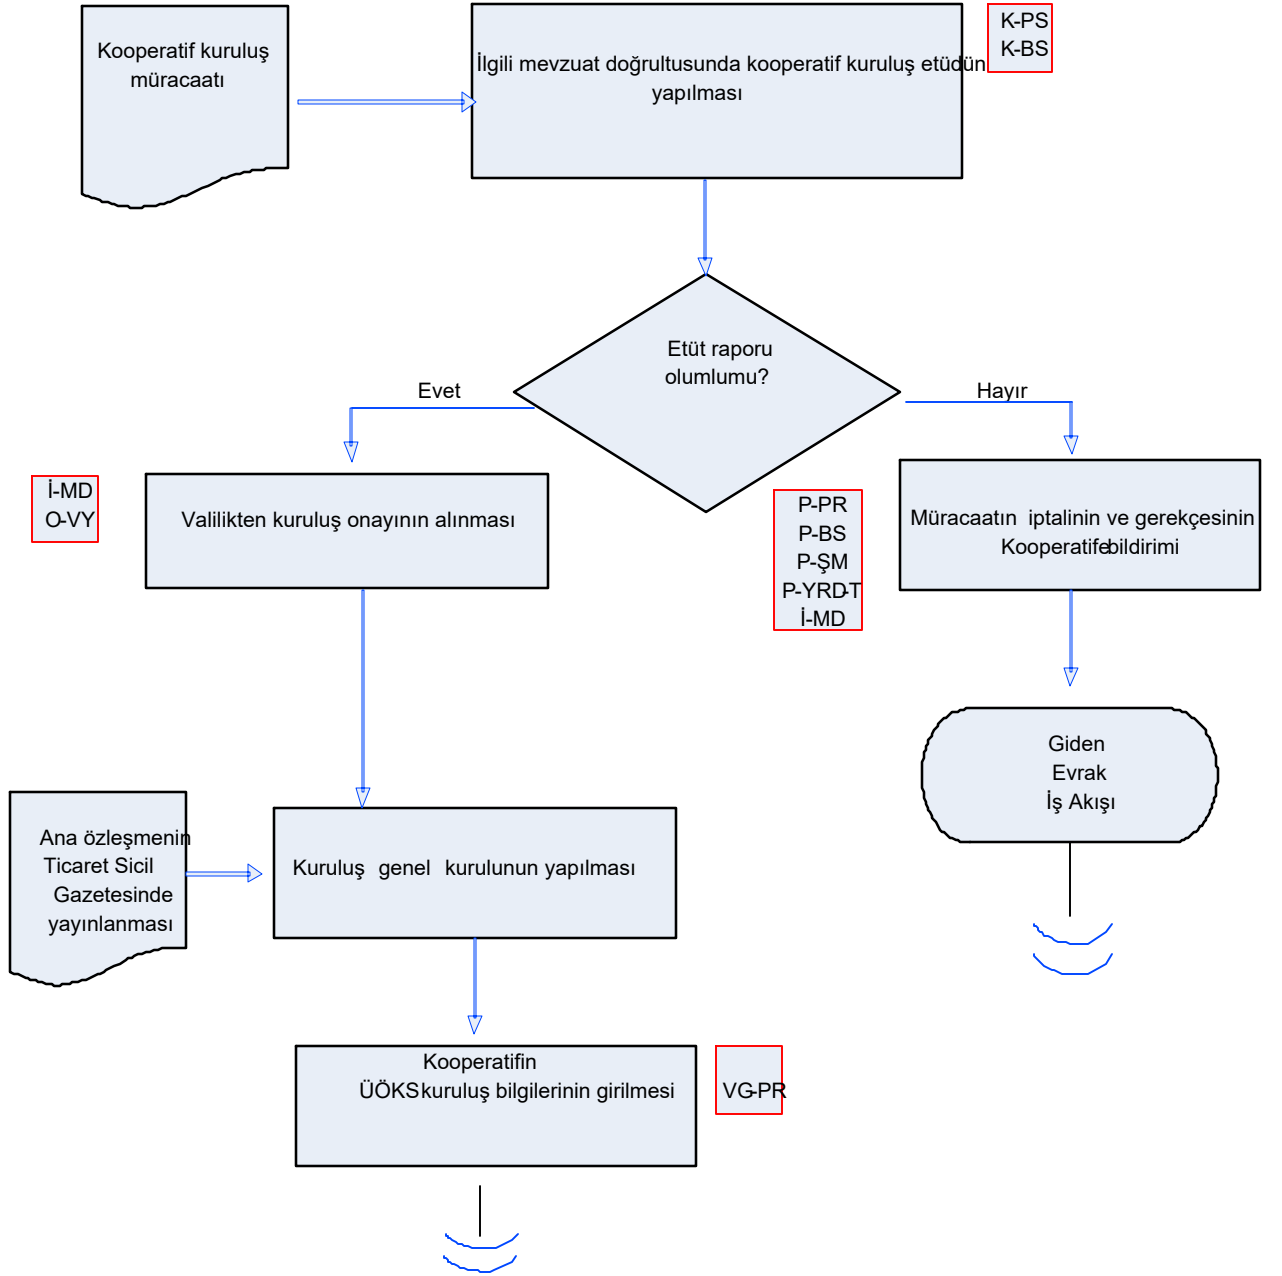 Kooperatif kuruluş
müracaatı
İlgili mevzuat doğrultusunda kooperatif kuruluş etüdün
yapılması
K-PS
K-BS
Etüt raporu
olumlumu?
Evet
Hayır
İ-MD
O-VY
Valilikten kuruluş onayının alınması
P-PR
P-BS
P-ŞM
P-YRD-T
İ-MD
Müracaatın iptalinin ve gerekçesinin
Kooperatife bildirimi
Giden
Evrak
İş Akışı
Ana özleşmenin
Ticaret Sicil
Gazetesinde
yayınlanması
Kuruluş genel kurulunun yapılması
Kooperatifin
ÜÖKS kuruluş bilgilerinin girilmesi
VG-PR